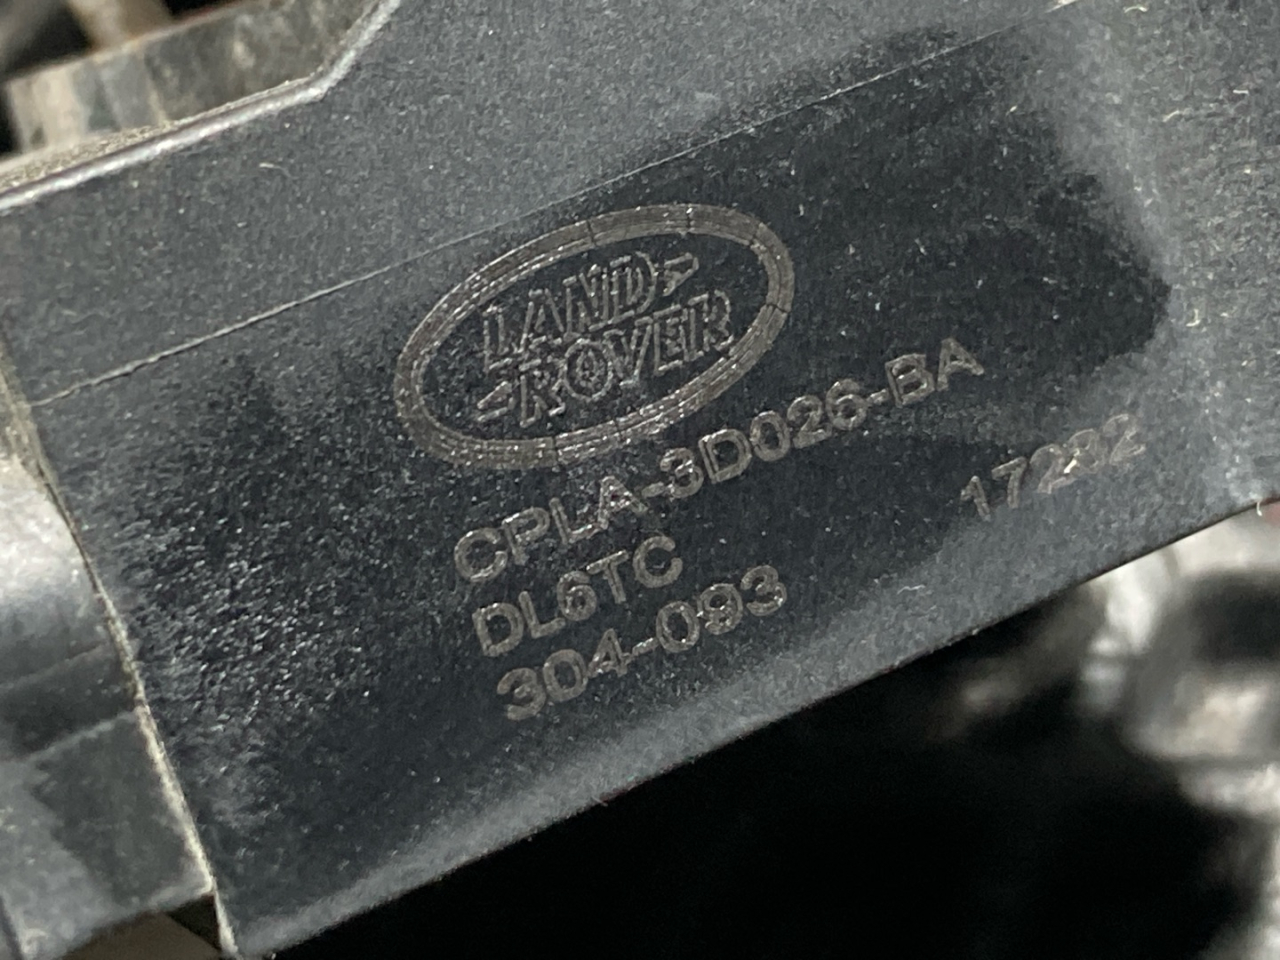 LAND
ROVER
CPLA-3D026-BA
17232
DL6TC
304-093